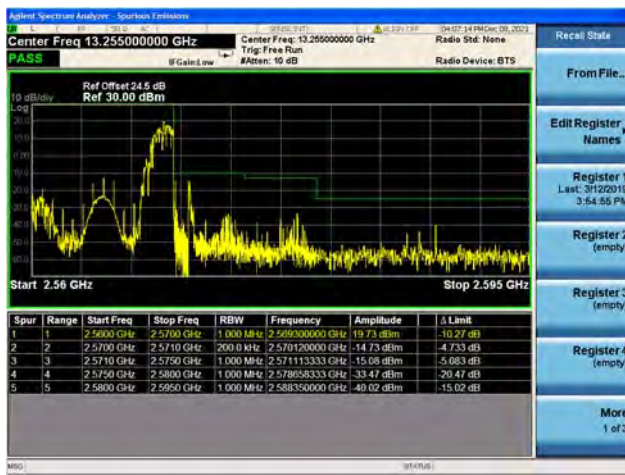 Agilent Spectrum Analyzer - Spurious Emissions
Center Freq 13.255000000 GHz
Center Freq: 13.255000000 GHz
04:07:14 PM Dec 09, 2021
Radio Std: None
Trig: Free Run
PASS
IFGain:Low
#Atten: 10 dB
Radio Device: BTS
Ref Offset 24.5 dB
10 dB/div
Ref 30.00 dBm
Log
Start 2.56 GHz
Stop 2.595 GHz
Spur Range Start Freq Stop Freq RBW Frequency Amplitude Δ Limit
1 1 2.5600 GHz 2.5700 GHz 1.000 MHz 2.569300000 GHz 19.73 dBm -10.27 dB
2 2 2.5700 GHz 2.5710 GHz 200.0 kHz 2.570120000 GHz -14.73 dBm -4.733 dB
3 3 2.5710 GHz 2.5750 GHz 1.000 MHz 2.571113333 GHz -15.08 dBm -5.083 dB
4 4 2.5750 GHz 2.5800 GHz 1.000 MHz 2.578658333 GHz -33.47 dBm -20.47 dB
5 5 2.5800 GHz 2.5950 GHz 1.000 MHz 2.588350000 GHz -40.02 dBm -15.02 dB
MSG
STATUS
Recall State
From File...
Edit Register
Names
Register 1
Last: 3/12/2019
3:54:55 PM
Register 2
(empty
Register 3
(empty
Register 4
(empty
More
1 of 3